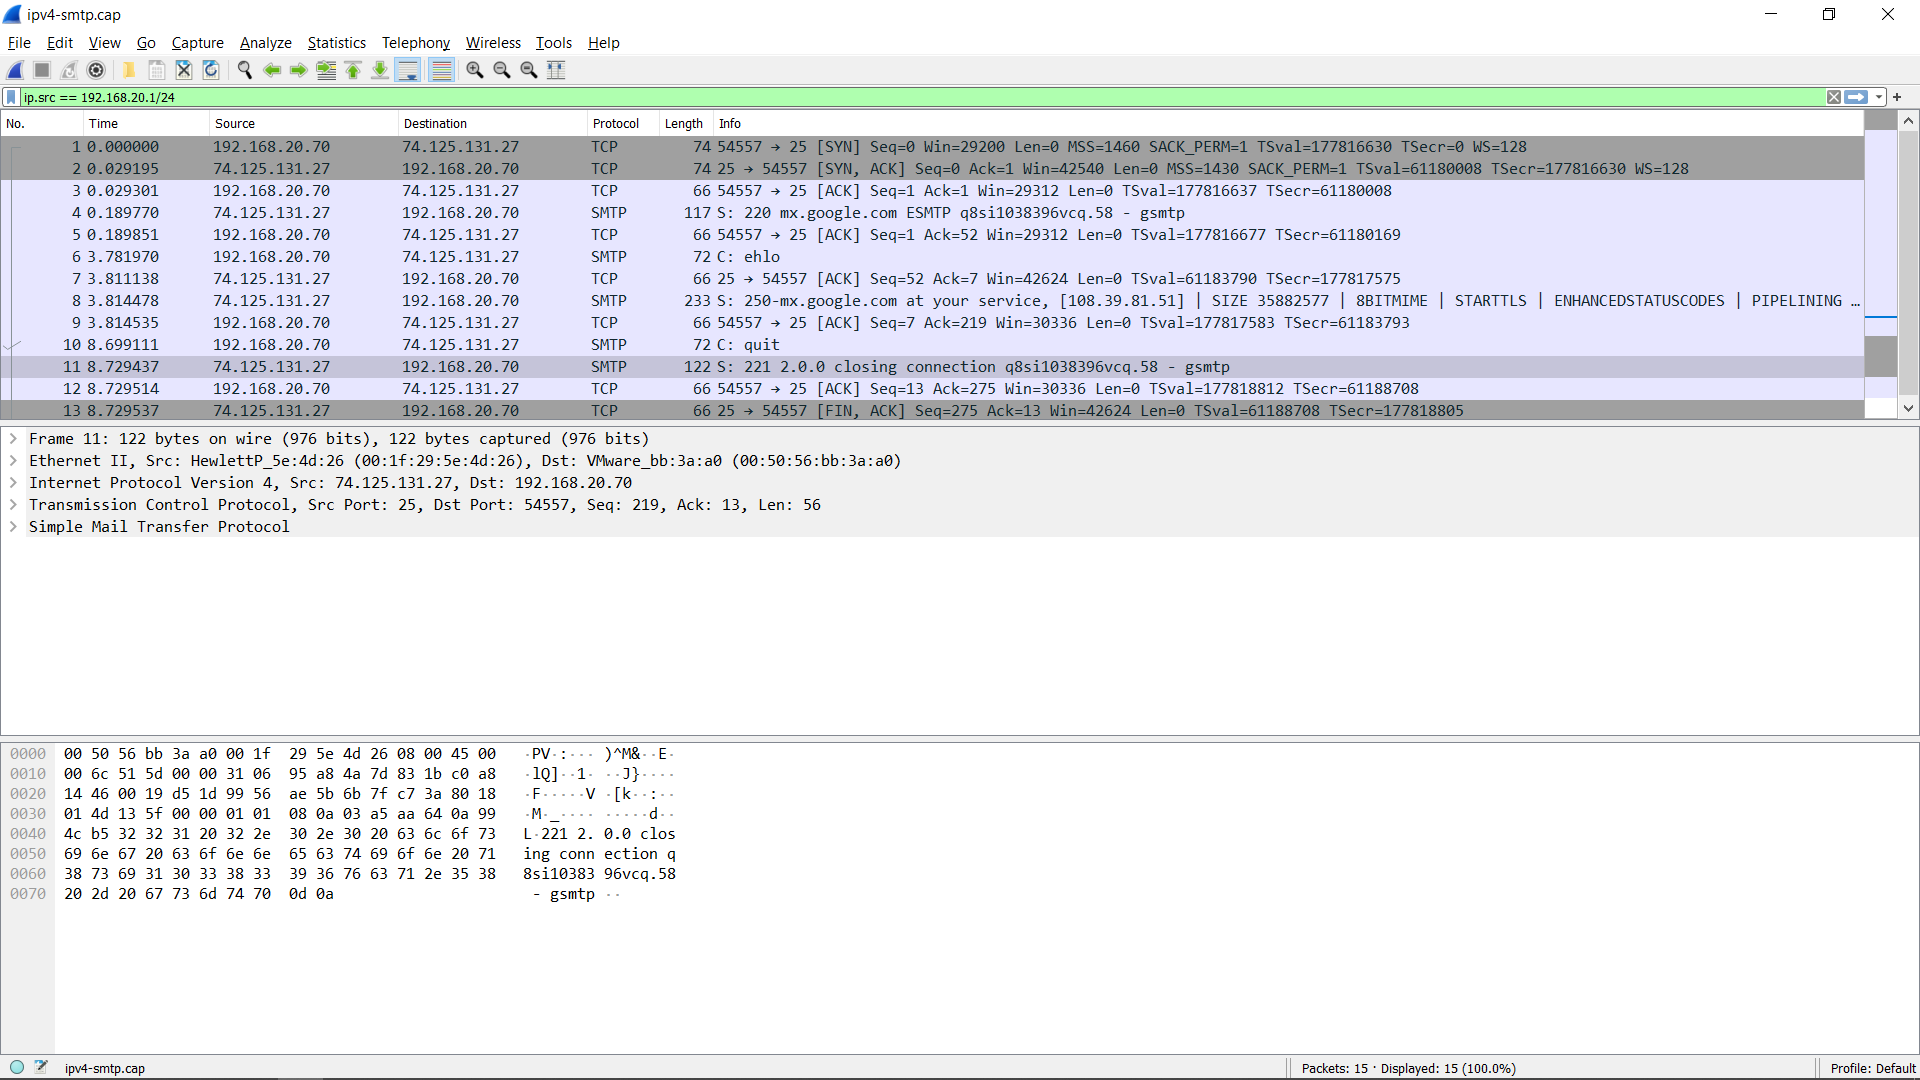 ipv4-smtp.cap
File Edit View Go Capture Analyze Statistics Telephony Wireless Tools Help
ip.src == 192.168.20.1/24
No. Time Source Destination Protocol Length Info
1 0.000000 192.168.20.70 74.125.131.27 TCP 74 54557 → 25 [SYN] Seq=0 Win=29200 Len=0 MSS=1460 SACK_PERM=1 TSval=177816630 TSecr=0 WS=128
2 0.029195 74.125.131.27 192.168.20.70 TCP 74 25 → 54557 [SYN, ACK] Seq=0 Ack=1 Win=42540 Len=0 MSS=1430 SACK_PERM=1 TSval=61180008 TSecr=177816630 WS=128
3 0.029301 192.168.20.70 74.125.131.27 TCP 66 54557 → 25 [ACK] Seq=1 Ack=1 Win=29312 Len=0 TSval=177816637 TSecr=61180008
4 0.189770 74.125.131.27 192.168.20.70 SMTP 117 S: 220 mx.google.com ESMTP q8si1038396vcq.58 - gsmtp
5 0.189851 192.168.20.70 74.125.131.27 TCP 66 54557 → 25 [ACK] Seq=1 Ack=52 Win=29312 Len=0 TSval=177816677 TSecr=61180169
6 3.781970 192.168.20.70 74.125.131.27 SMTP 72 C: ehlo
7 3.811138 74.125.131.27 192.168.20.70 TCP 66 25 → 54557 [ACK] Seq=52 Ack=7 Win=42624 Len=0 TSval=61183790 TSecr=177817575
8 3.814478 74.125.131.27 192.168.20.70 SMTP 233 S: 250-mx.google.com at your service, [108.39.81.51] | SIZE 35882577 | 8BITMIME | STARTTLS | ENHANCEDSTATUSCODES | PIPELINING …
9 3.814535 192.168.20.70 74.125.131.27 TCP 66 54557 → 25 [ACK] Seq=7 Ack=219 Win=30336 Len=0 TSval=177817583 TSecr=61183793
10 8.699111 192.168.20.70 74.125.131.27 SMTP 72 C: quit
11 8.729437 74.125.131.27 192.168.20.70 SMTP 122 S: 221 2.0.0 closing connection q8si1038396vcq.58 - gsmtp
12 8.729514 192.168.20.70 74.125.131.27 TCP 66 54557 → 25 [ACK] Seq=13 Ack=275 Win=30336 Len=0 TSval=177818812 TSecr=61188708
13 8.729537 74.125.131.27 192.168.20.70 TCP 66 25 → 54557 [FIN, ACK] Seq=275 Ack=13 Win=42624 Len=0 TSval=61188708 TSecr=177818805
Frame 11: 122 bytes on wire (976 bits), 122 bytes captured (976 bits)
Ethernet II, Src: HewlettP_5e:4d:26 (00:1f:29:5e:4d:26), Dst: VMware_bb:3a:a0 (00:50:56:bb:3a:a0)
Internet Protocol Version 4, Src: 74.125.131.27, Dst: 192.168.20.70
Transmission Control Protocol, Src Port: 25, Dst Port: 54557, Seq: 219, Ack: 13, Len: 56
Simple Mail Transfer Protocol
0000 00 50 56 bb 3a a0 00 1f 29 5e 4d 26 08 00 45 00 ·PV·:··· )^M&··E·
0010 00 6c 51 5d 00 00 31 06 95 a8 4a 7d 83 1b c0 a8 ·lQ]··1· ··J}····
0020 14 46 00 19 d5 1d 99 56 ae 5b 6b 7f c7 3a 80 18 ·F·····V ·[k··:··
0030 01 4d 13 5f 00 00 01 01 08 0a 03 a5 aa 64 0a 99 ·M·_···· ·····d··
0040 4c b5 32 32 31 20 32 2e 30 2e 30 20 63 6c 6f 73 L·221 2. 0.0 clos
0050 69 6e 67 20 63 6f 6e 6e 65 63 74 69 6f 6e 20 71 ing conn ection q
0060 38 73 69 31 30 33 38 33 39 36 76 63 71 2e 35 38 8si10383 96vcq.58
0070 20 2d 20 67 73 6d 74 70 0d 0a - gsmtp ··
ipv4-smtp.cap Packets: 15 · Displayed: 15 (100.0%) Profile: Default